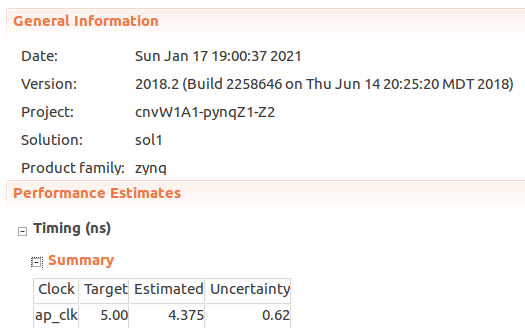 General Information
Date: Sun Jan 17 19:00:37 2021
Version: 2018.2 (Build 2258646 on Thu Jun 14 20:25:20 MDT 2018)
Project: cnvW1A1-pynqZ1-Z2
Solution: sol1
Product family: zynq
Performance Estimates
Timing (ns)
Summary
Clock Target Estimated Uncertainty
ap_clk 5.00 4.375 0.62